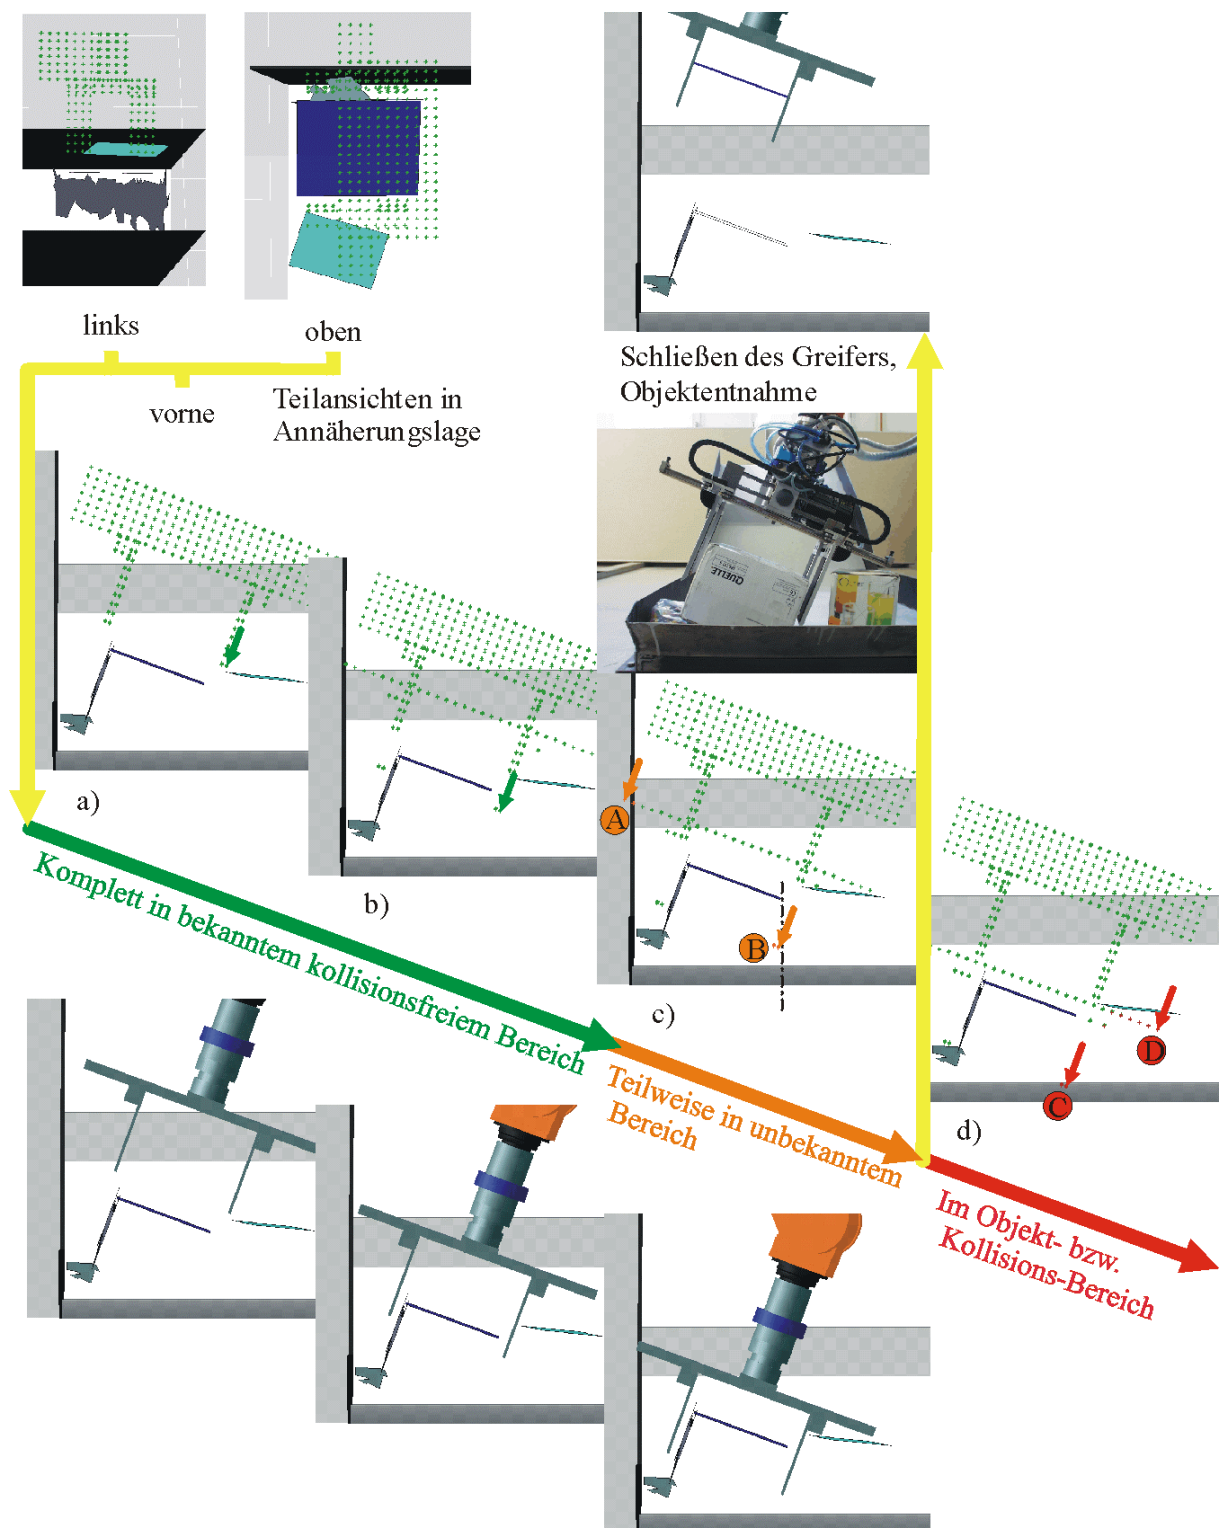 links
oben
vorne
Teilansichten in
Annäherungslage
Schließen des Greifers,
Objektentnahme
QUELLE
a)
b)
A
B
c)
C
D
d)
Komplett in bekanntem kollisionsfreiem Bereich
Teilweise in unbekanntem
Bereich
Im Objekt- bzw.
Kollisions-Bereich